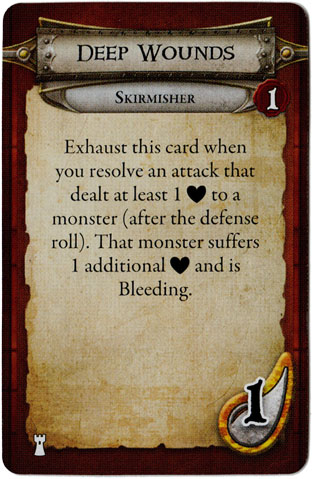 Deep Wounds
Skirmisher
1
Exhaust this card when
you resolve an attack that
dealt at least 1 ♥ to a
monster (after the defense
roll). That monster suffers
1 additional ♥ and is
Bleeding.
1